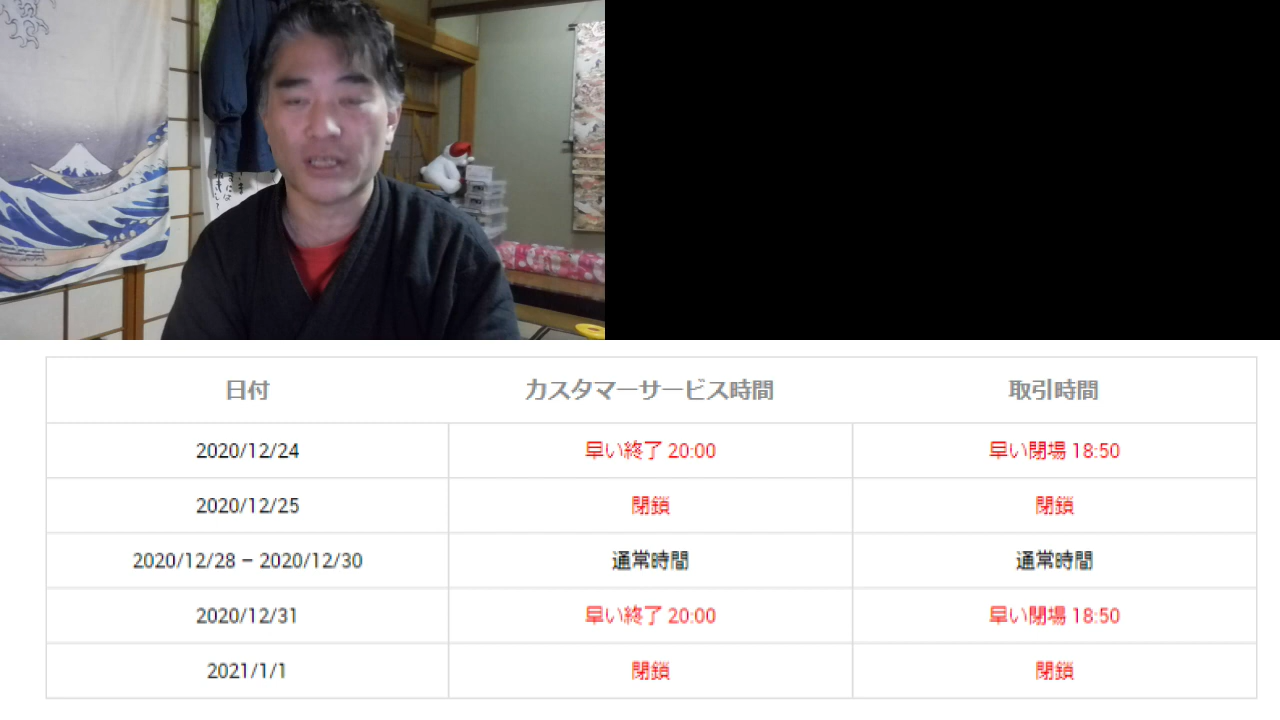 日付 カスタマーサービス時間 取引時間
2020/12/24 早い終了 20:00 早い閉場 18:50
2020/12/25 閉鎖 閉鎖
2020/12/28 – 2020/12/30 通常時間 通常時間
2020/12/31 早い終了 20:00 早い閉場 18:50
2021/1/1 閉鎖 閉鎖